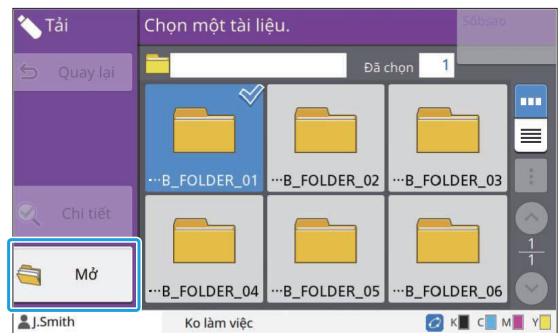 Tải
Chọn một tài liệu.
Sốbsao
Quay lại
Đã chọn 1
···B_FOLDER_01
···B_FOLDER_02
···B_FOLDER_03
Chi tiết
1
1
Mở
···B_FOLDER_04
···B_FOLDER_05
···B_FOLDER_06
J.Smith
Ko làm việc
K C M Y